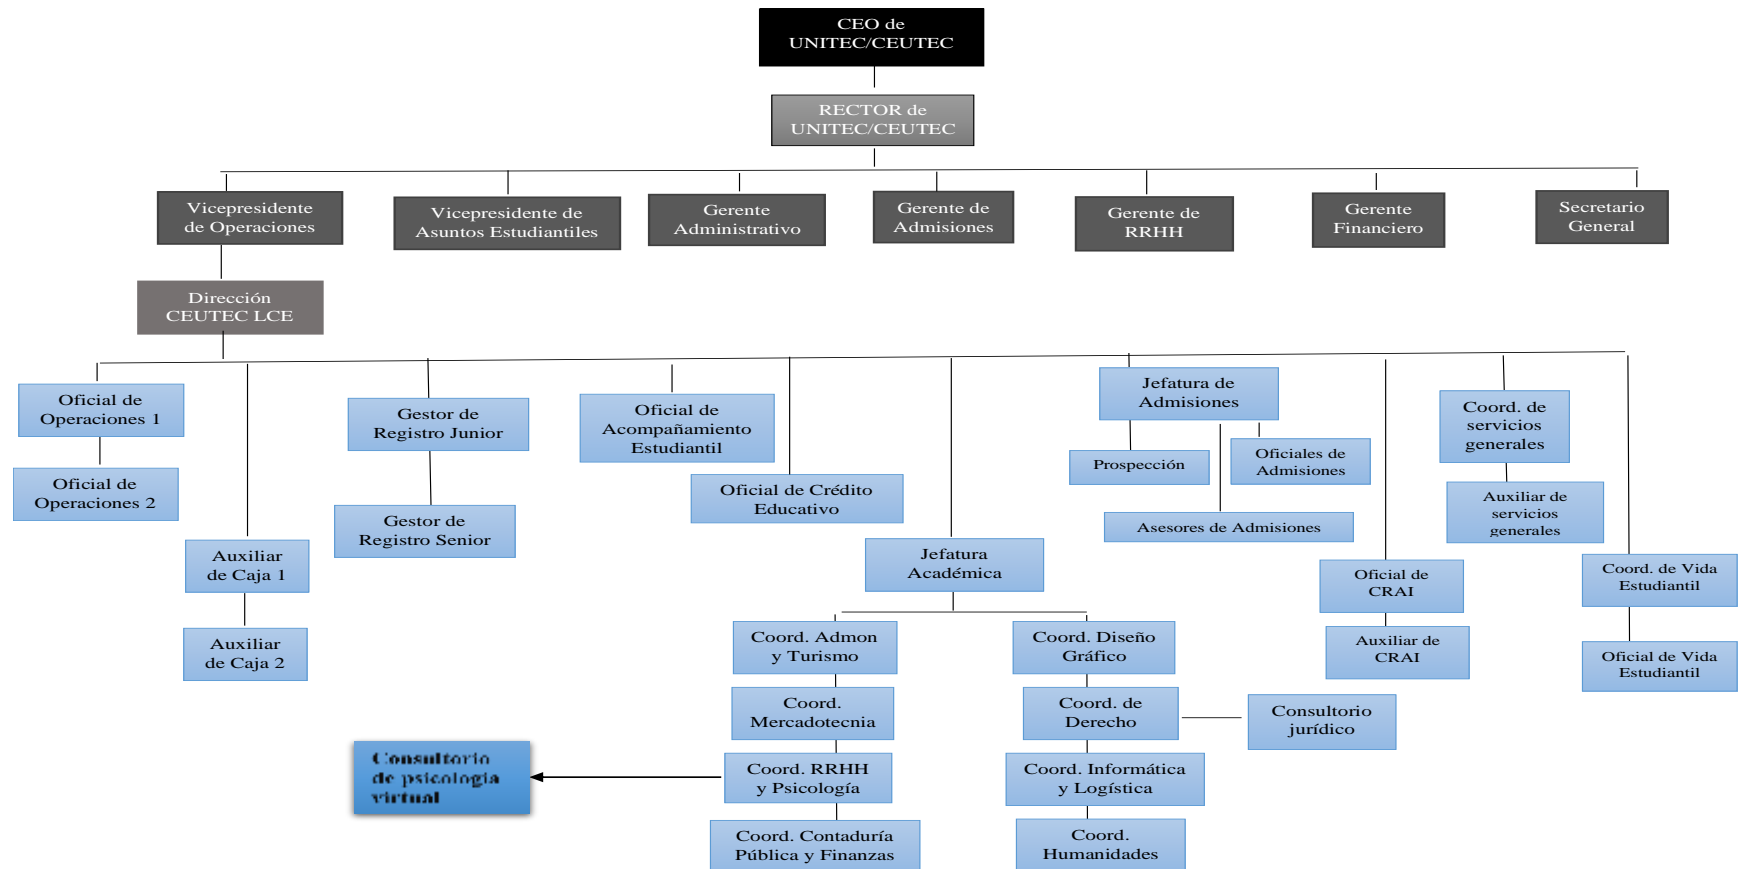 CEO de
UNITEC/CEUTEC
RECTOR de
UNITEC/CEUTEC
Vicepresidente
de Operaciones
Vicepresidente de
Asuntos Estudiantiles
Gerente
Administrativo
Gerente de
Admisiones
Gerente de
RRHH
Gerente
Financiero
Secretario
General
Dirección
CEUTEC LCE
Oficial de
Operaciones 1
Oficial de
Operaciones 2
Auxiliar
de Caja 1
Auxiliar
de Caja 2
Gestor de
Registro Junior
Gestor de
Registro Senior
Oficial de
Acompañamiento
Estudiantil
Oficial de Crédito
Educativo
Jefatura
Académica
Coord. Admon
y Turismo
Coord.
Mercadotecnia
Coord. RRHH
y Psicología
Consultorio
de psicología
virtual
Coord. Contaduría
Pública y Finanzas
Coord. Diseño
Gráfico
Coord. de
Derecho
Consultorio
jurídico
Coord. Informática
y Logística
Coord.
Humanidades
Jefatura de
Admisiones
Prospección
Oficiales de
Admisiones
Asesores de Admisiones
Oficial de
CRAI
Auxiliar de
CRAI
Coord. de
servicios
generales
Auxiliar de
servicios
generales
Coord. de Vida
Estudiantil
Oficial de Vida
Estudiantil